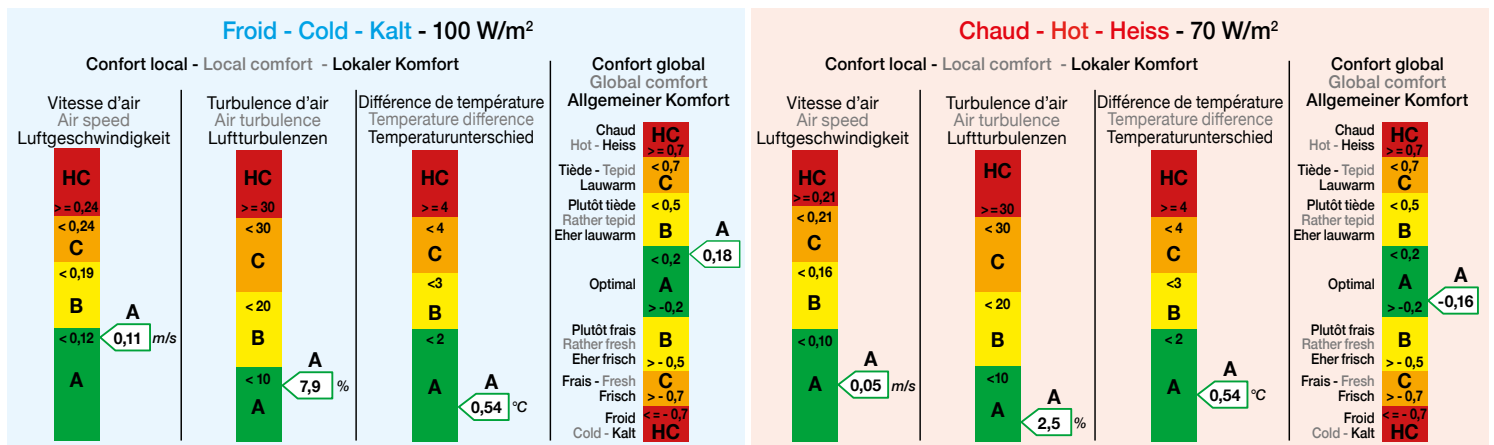 Froid - Cold - Kalt - 100 W/m²
Confort local - Local comfort - Lokaler Komfort
Vitesse d’air
Air speed
Luftgeschwindigkeit
HC
>= 0,24
< 0,24
C
< 0,19
B
< 0,12
A
A
0,11 m/s
Turbulence d’air
Air turbulence
Luftturbulenzen
HC
>= 30
< 30
C
< 20
B
< 10
A
A
7,9 %
Différence de température
Temperature difference
Temperaturunterschied
HC
>= 4
< 4
C
<3
B
< 2
A
A
0,54 °C
Confort global
Global comfort
Allgemeiner Komfort
Chaud
Hot - Heiss
HC
>= 0,7
Tiède - Tepid
Lauwarm
< 0,7
C
Plutôt tiède
Rather tepid
Eher lauwarm
< 0,5
B
Optimal
< 0,2
A
> -0,2
A
0,18
Plutôt frais
Rather fresh
Eher frisch
B
> - 0,5
Frais - Fresh
Frisch
C
> - 0,7
Froid
Cold - Kalt
<= - 0,7
HC
Chaud - Hot - Heiss - 70 W/m²
Confort local - Local comfort - Lokaler Komfort
Vitesse d’air
Air speed
Luftgeschwindigkeit
HC
>= 0,21
< 0,21
C
< 0,16
B
< 0,10
A
A
0,05 m/s
Turbulence d’air
Air turbulence
Luftturbulenzen
HC
>=30
< 30
C
< 20
B
<10
A
A
2,5 %
Différence de température
Temperature difference
Temperaturunterschied
HC
>= 4
< 4
C
<3
B
< 2
A
A
0,54 °C
Confort global
Global comfort
Allgemeiner Komfort
Chaud
Hot - Heiss
HC
>= 0,7
Tiède - Tepid
Lauwarm
< 0,7
C
Plutôt tiède
Rather tepid
Eher lauwarm
< 0,5
B
Optimal
< 0,2
A
> -0,2
A
-0,16
Plutôt frais
Rather fresh
Eher frisch
B
> - 0,5
Frais - Fresh
Frisch
C
> - 0,7
Froid
Cold - Kalt
<= - 0,7
HC